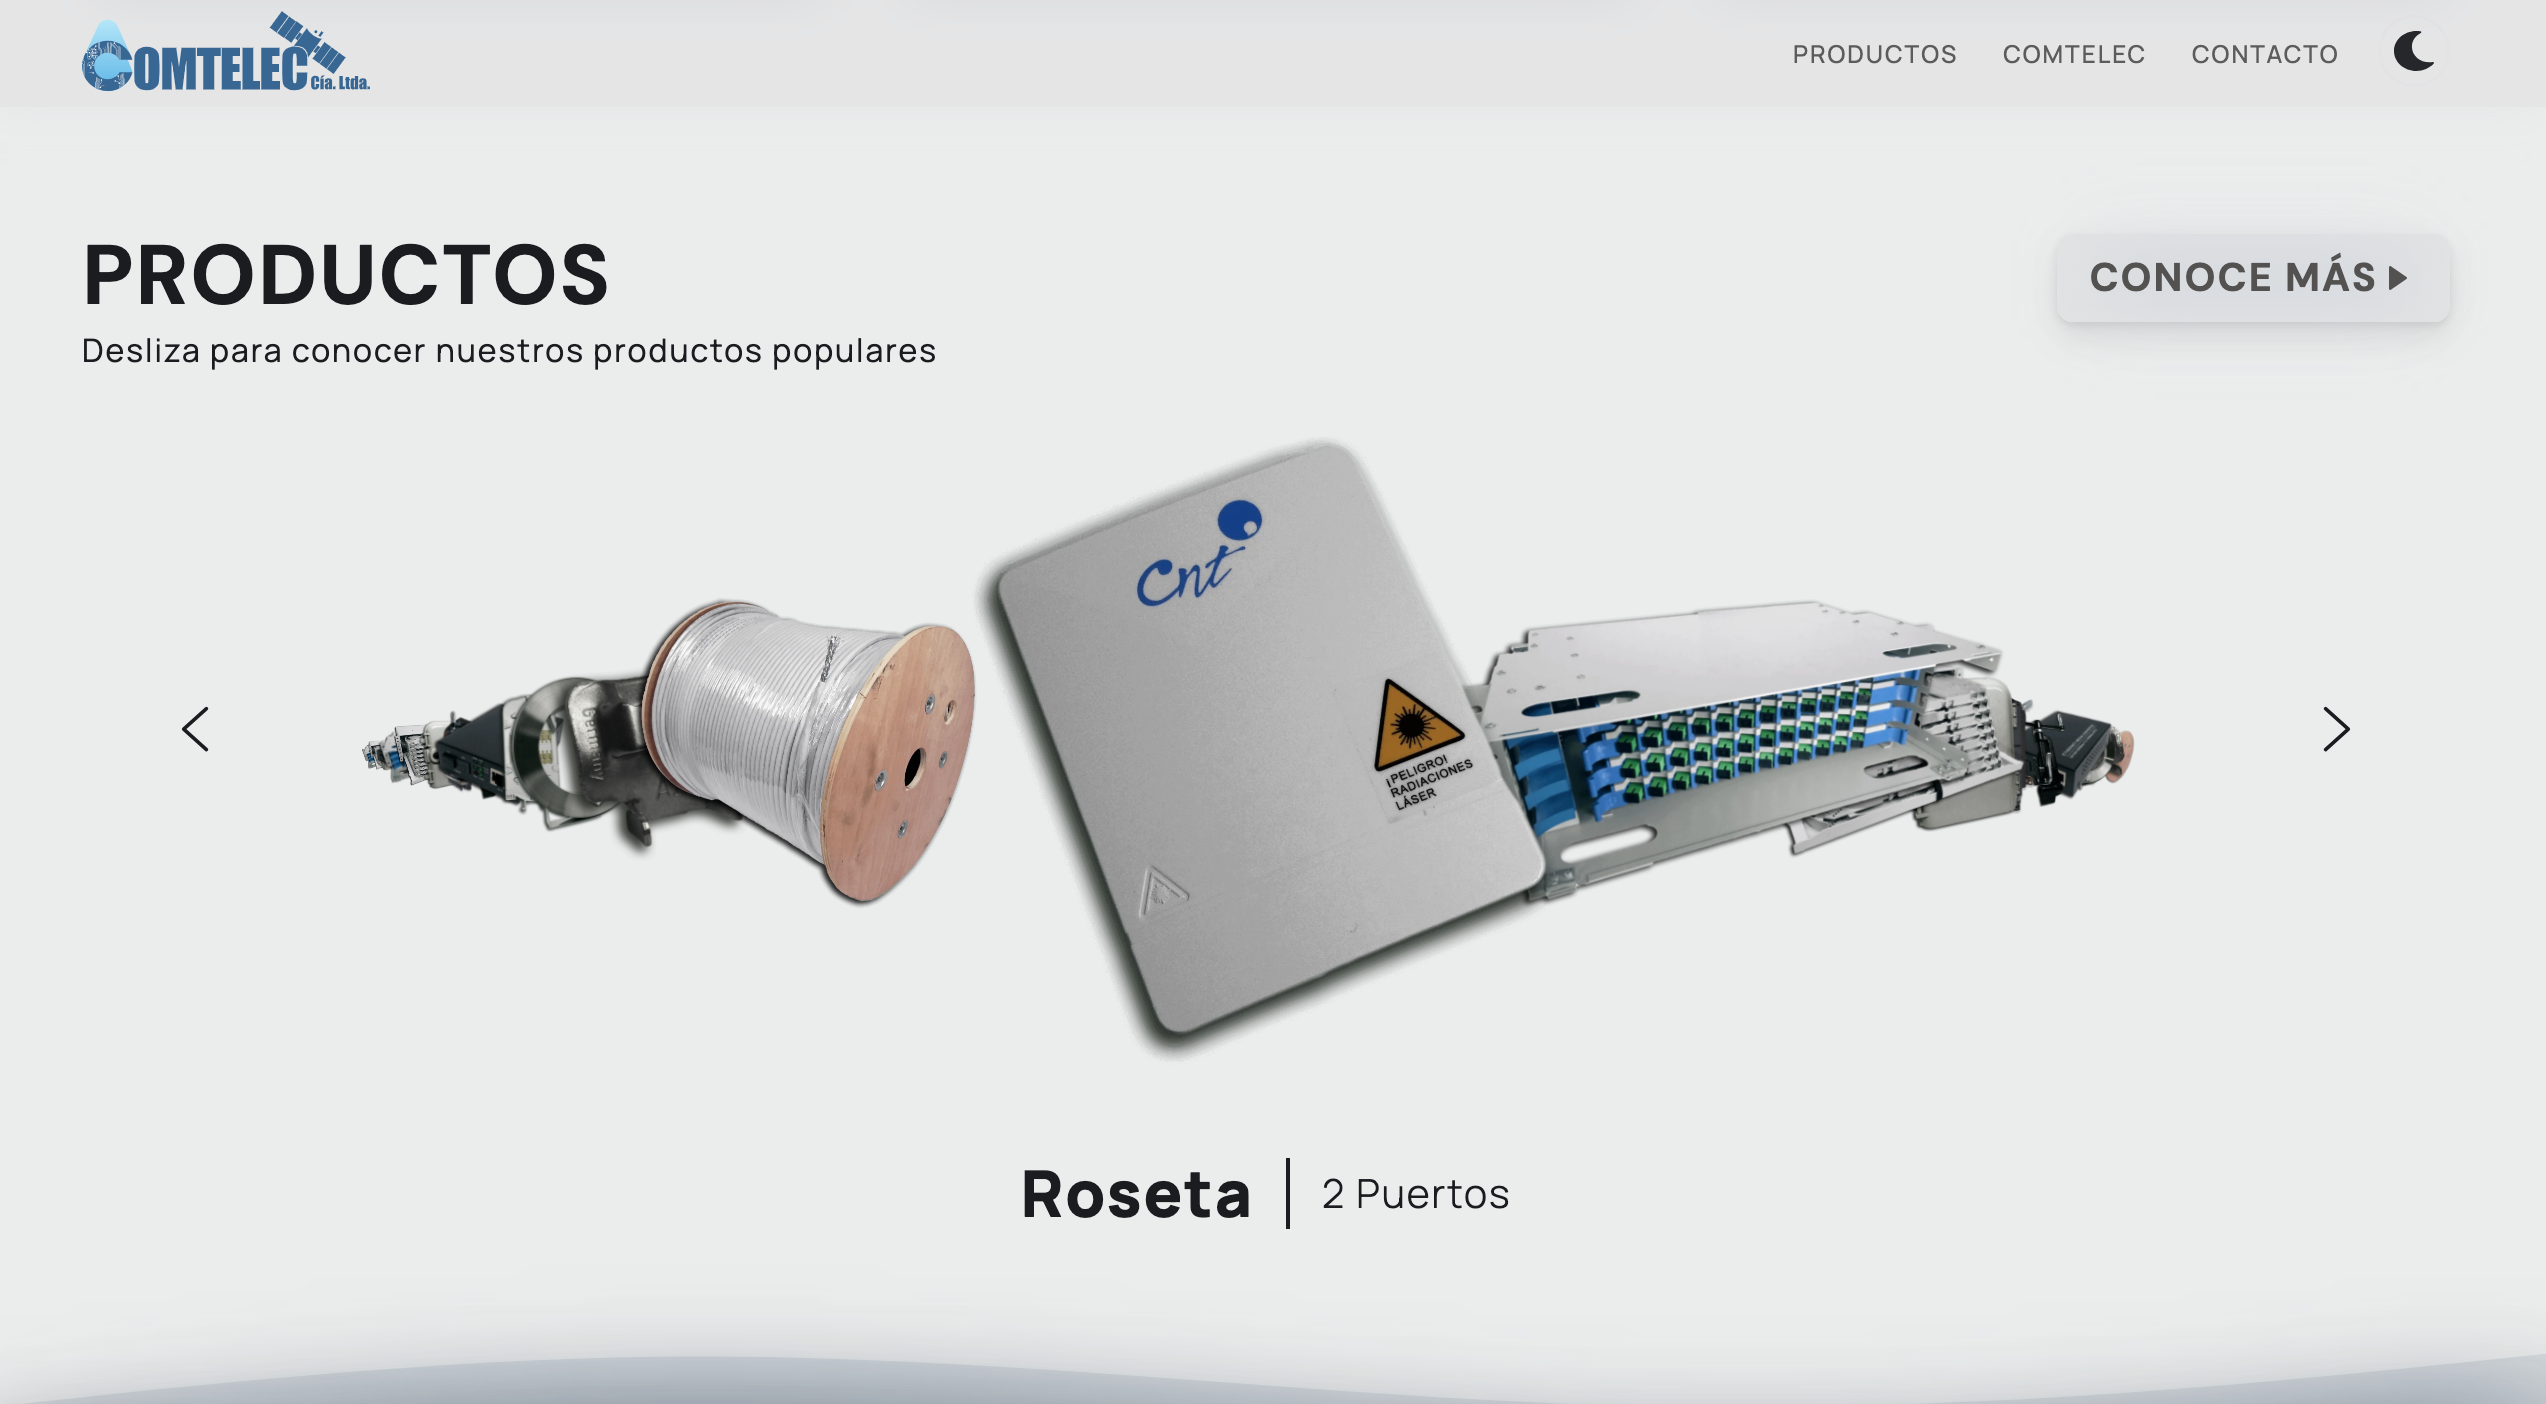 COMTELEC Cía. Ltda.
PRODUCTOS COMTELEC CONTACTO
PRODUCTOS
CONOCE MÁS
Desliza para conocer nuestros productos populares
Cnt
¡PELIGRO!
RADIACIONES
LÁSER
Germany
Roseta | 2 Puertos